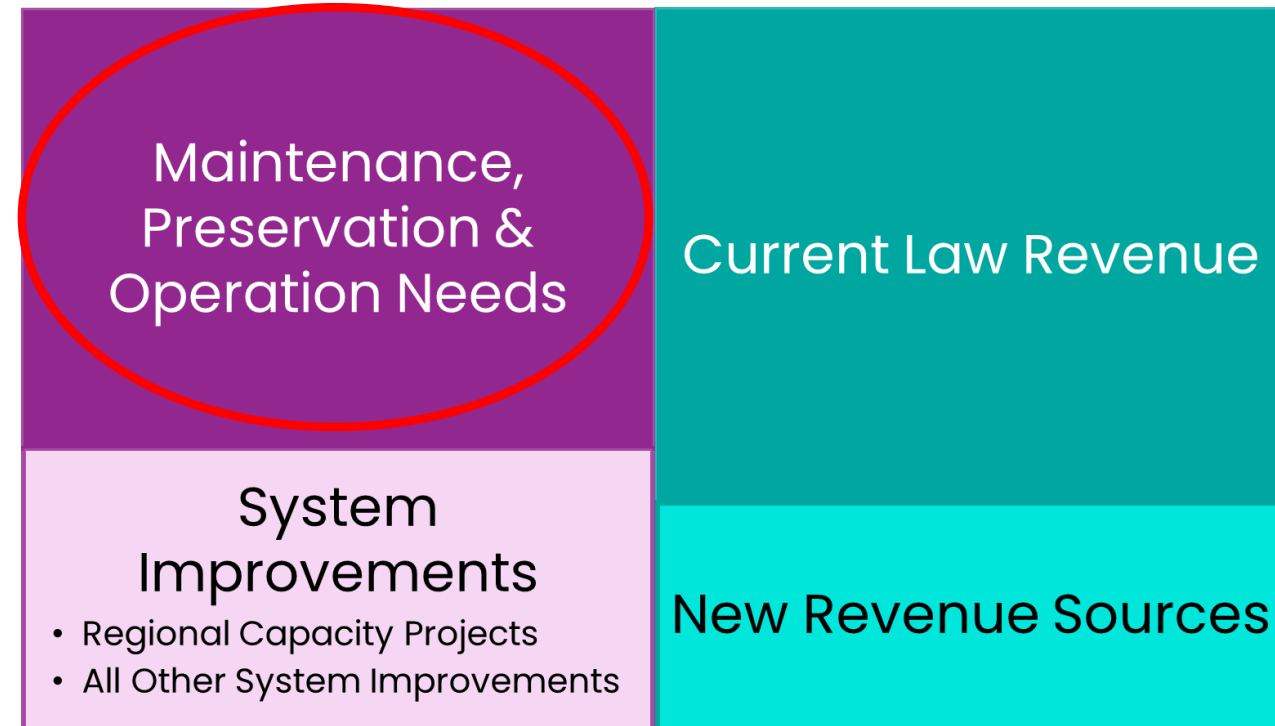 Maintenance,
Preservation &
Operation Needs
System
Improvements
• Regional Capacity Projects
• All Other System Improvements
Current Law Revenue
New Revenue Sources